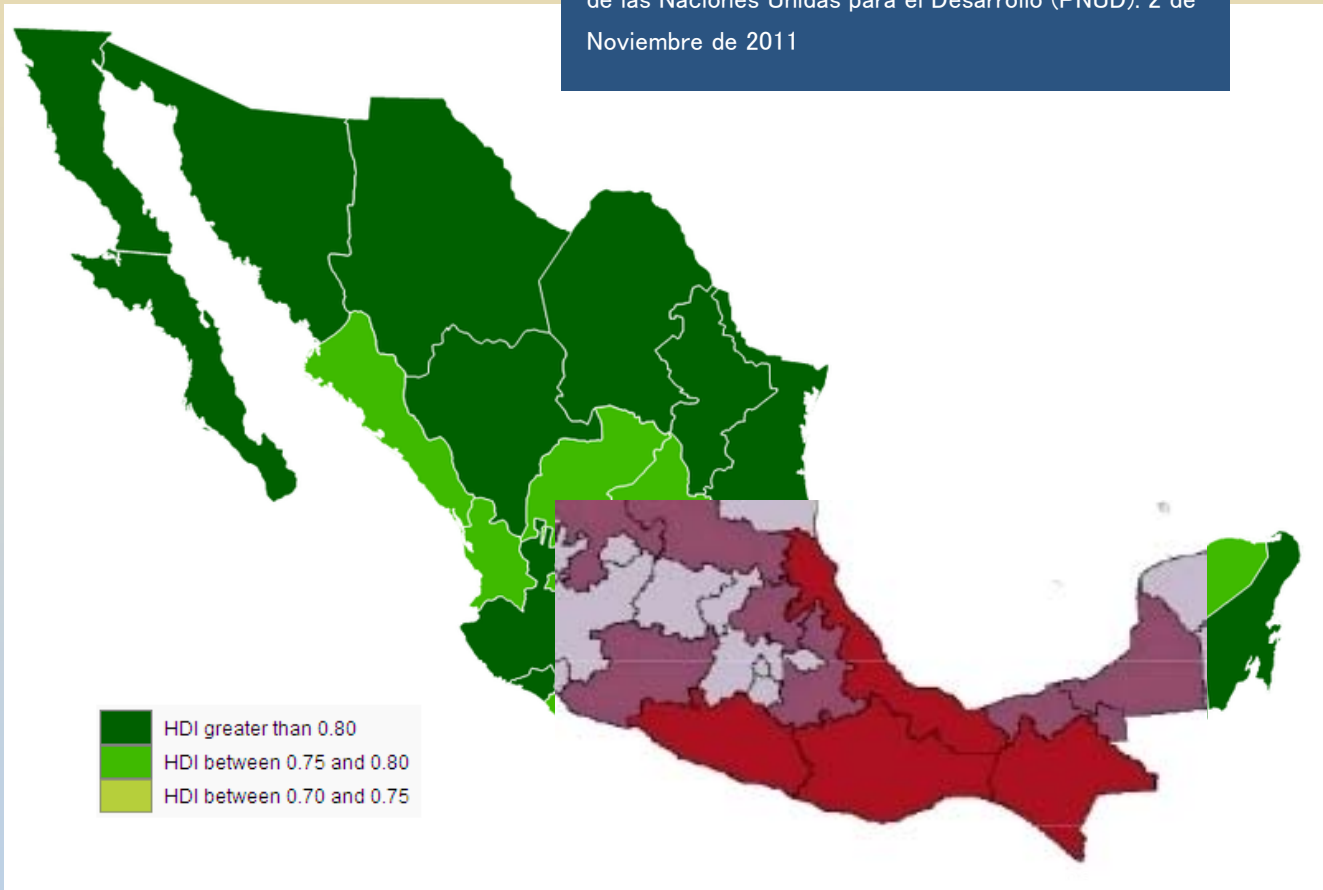 de las Naciones Unidas para el Desarrollo (PNUD). 2 de
Noviembre de 2011
HDI greater than 0.80
HDI between 0.75 and 0.80
HDI between 0.70 and 0.75